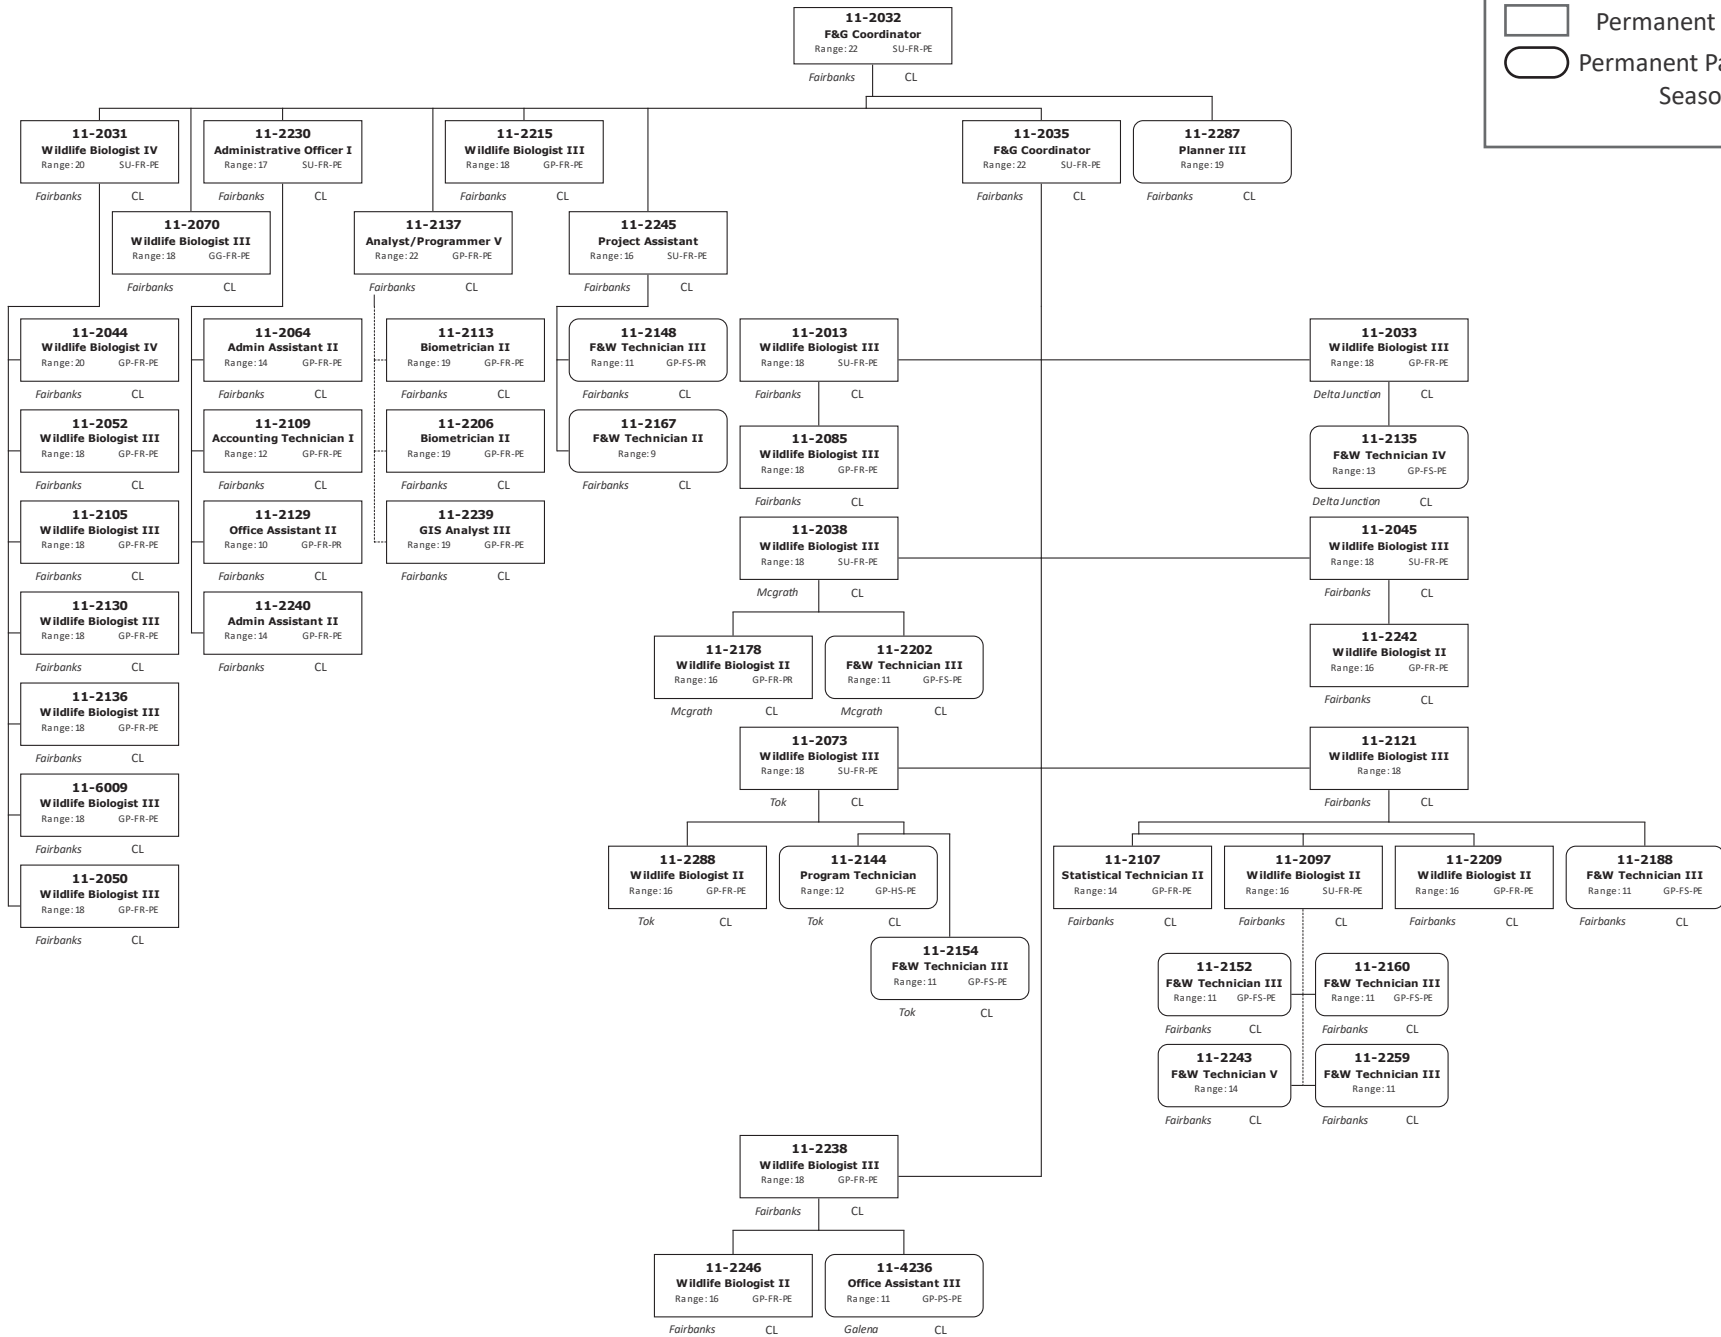 11-2032
F&G Coordinator
Range: 22 SU-FR-PE
Fairbanks CL
Permanent
Permanent Pa
Seaso
11-2031
Wildlife Biologist IV
Range: 20 SU-FR-PE
Fairbanks CL
11-2230
Administrative Officer I
Range: 17 SU-FR-PE
Fairbanks CL
11-2215
Wildlife Biologist III
Range: 18 GP-FR-PE
Fairbanks CL
11-2035
F&G Coordinator
Range: 22 SU-FR-PE
Fairbanks CL
11-2287
Planner III
Range: 19
Fairbanks CL
11-2070
Wildlife Biologist III
Range: 18 GG-FR-PE
Fairbanks CL
11-2137
Analyst/Programmer V
Range: 22 GP-FR-PE
Fairbanks CL
11-2245
Project Assistant
Range: 16 SU-FR-PE
Fairbanks CL
11-2044
Wildlife Biologist IV
Range: 20 GP-FR-PE
Fairbanks CL
11-2052
Wildlife Biologist III
Range: 18 GP-FR-PE
Fairbanks CL
11-2105
Wildlife Biologist III
Range: 18 GP-FR-PE
Fairbanks CL
11-2130
Wildlife Biologist III
Range: 18 GP-FR-PE
Fairbanks CL
11-2136
Wildlife Biologist III
Range: 18 GP-FR-PE
Fairbanks CL
11-6009
Wildlife Biologist III
Range: 18 GP-FR-PE
Fairbanks CL
11-2050
Wildlife Biologist III
Range: 18 GP-FR-PE
Fairbanks CL
11-2064
Admin Assistant II
Range: 14 GP-FR-PE
Fairbanks CL
11-2109
Accounting Technician I
Range: 12 GP-FR-PE
Fairbanks CL
11-2129
Office Assistant II
Range: 10 GP-FR-PR
Fairbanks CL
11-2240
Admin Assistant II
Range: 14 GP-FR-PE
Fairbanks CL
11-2113
Biometrician II
Range: 19 GP-FR-PE
Fairbanks CL
11-2206
Biometrician II
Range: 19 GP-FR-PE
Fairbanks CL
11-2239
GIS Analyst III
Range: 19 GP-FR-PE
Fairbanks CL
11-2148
F&W Technician III
Range: 11 GP-FS-PR
Fairbanks CL
11-2167
F&W Technician II
Range: 9
Fairbanks CL
11-2013
Wildlife Biologist III
Range: 18 SU-FR-PE
Fairbanks CL
11-2085
Wildlife Biologist III
Range: 18 GP-FR-PE
Fairbanks CL
11-2033
Wildlife Biologist III
Range: 18 GP-FR-PE
Delta Junction CL
11-2135
F&W Technician IV
Range: 13 GP-FS-PE
Delta Junction CL
11-2038
Wildlife Biologist III
Range: 18 SU-FR-PE
Mcgrath CL
11-2045
Wildlife Biologist III
Range: 18 SU-FR-PE
Fairbanks CL
11-2178
Wildlife Biologist II
Range: 16 GP-FR-PR
Mcgrath CL
11-2202
F&W Technician III
Range: 11 GP-FS-PE
Mcgrath CL
11-2242
Wildlife Biologist II
Range: 16 GP-FR-PE
Fairbanks CL
11-2073
Wildlife Biologist III
Range: 18 SU-FR-PE
Tok CL
11-2121
Wildlife Biologist III
Range: 18
Fairbanks CL
11-2288
Wildlife Biologist II
Range: 16 GP-FR-PE
Tok CL
11-2144
Program Technician
Range: 12 GP-HS-PE
Tok CL
11-2154
F&W Technician III
Range: 11 GP-FS-PE
Tok CL
11-2107
Statistical Technician II
Range: 14 GP-FR-PE
Fairbanks CL
11-2097
Wildlife Biologist II
Range: 16 SU-FR-PE
Fairbanks CL
11-2209
Wildlife Biologist II
Range: 16 GP-FR-PE
Fairbanks CL
11-2188
F&W Technician III
Range: 11 GP-FS-PE
Fairbanks CL
11-2152
F&W Technician III
Range: 11 GP-FS-PE
Fairbanks CL
11-2160
F&W Technician III
Range: 11 GP-FS-PE
Fairbanks CL
11-2243
F&W Technician V
Range: 14
Fairbanks CL
11-2259
F&W Technician III
Range: 11
Fairbanks CL
11-2238
Wildlife Biologist III
Range: 18 GP-FR-PE
Fairbanks CL
11-2246
Wildlife Biologist II
Range: 16 GP-FR-PE
Fairbanks CL
11-4236
Office Assistant III
Range: 11 GP-PS-PE
Galena CL